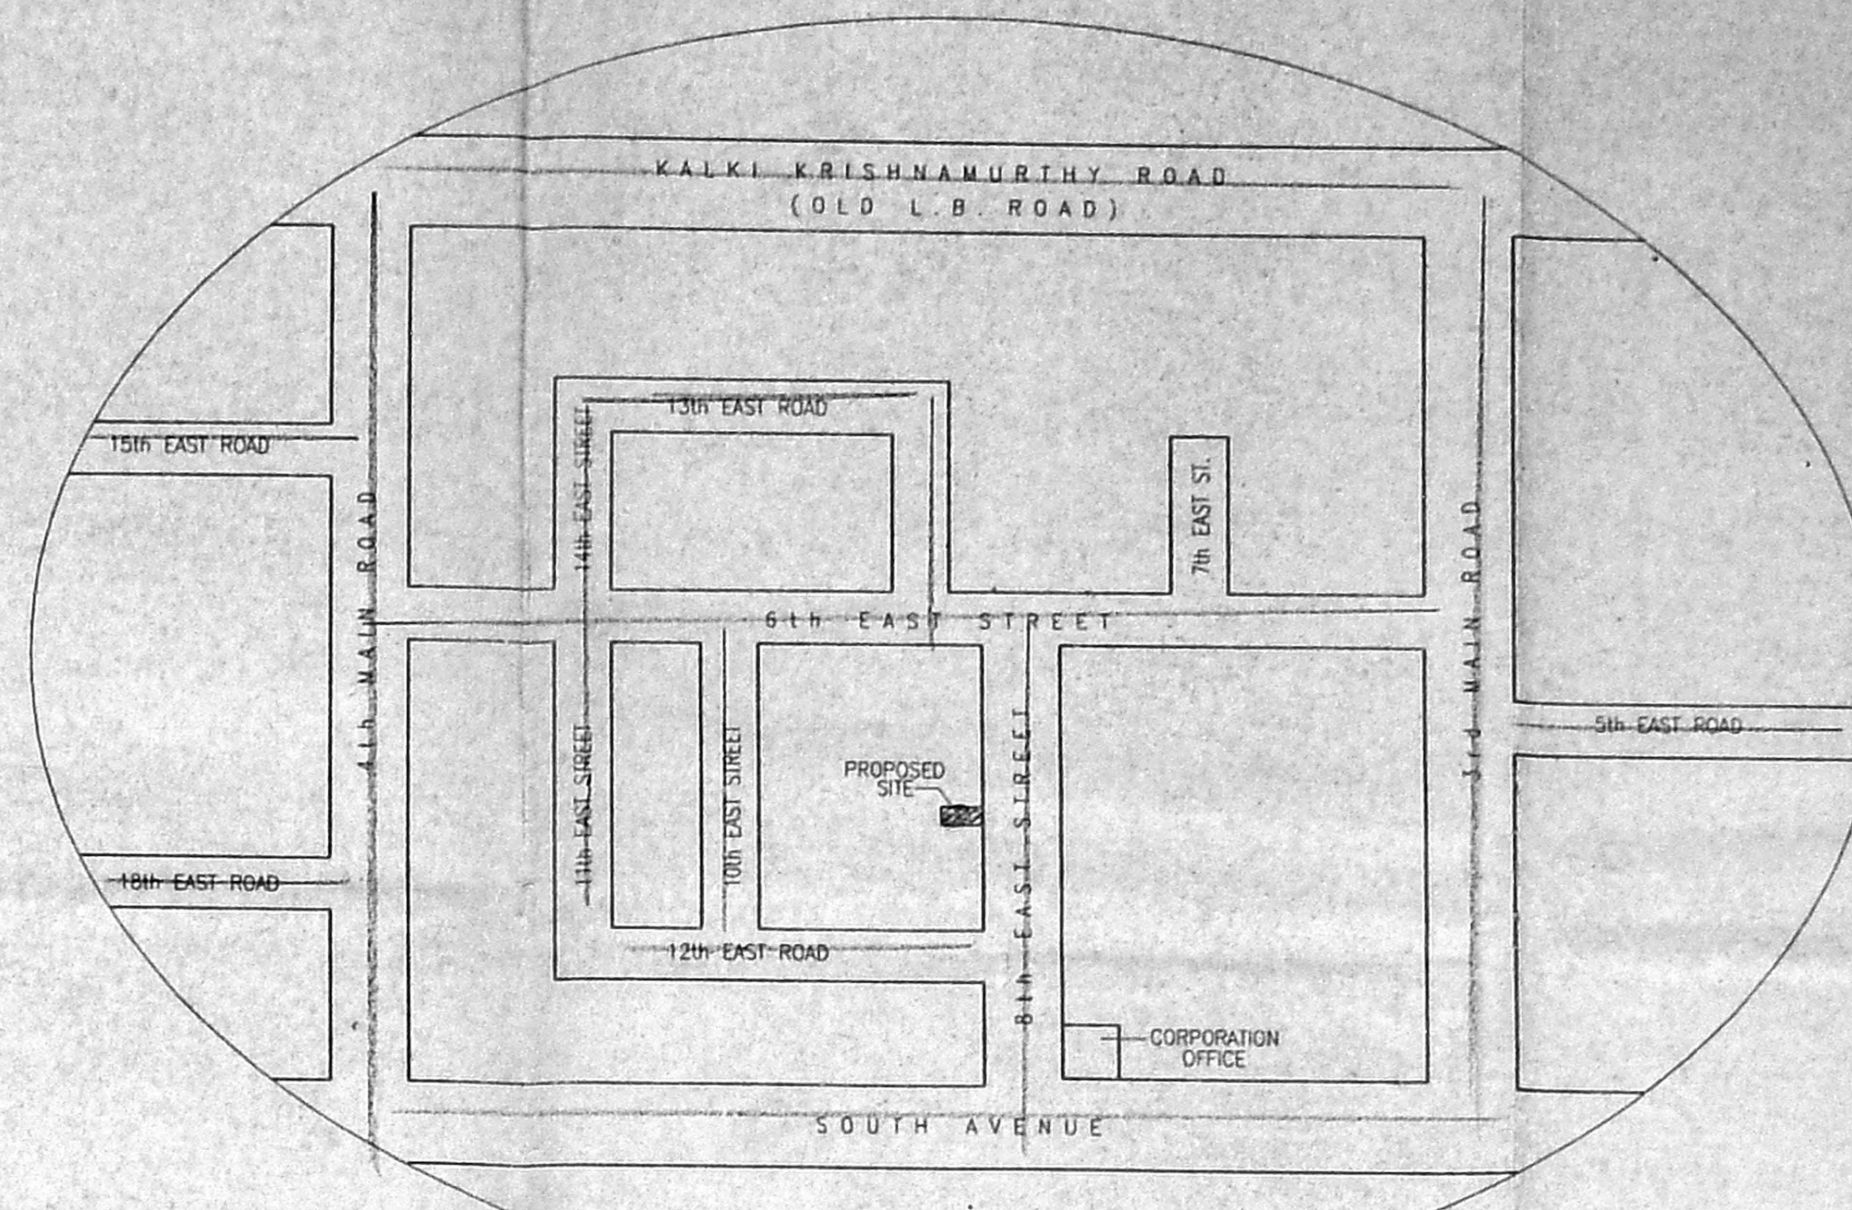 KALKI KRISHNAMURTHY ROAD
(OLD L.B. ROAD)
13th EAST ROAD
15th EAST ROAD
14th EAST STREET
7th EAST ST.
4th MAIN ROAD
3rd MAIN ROAD
6th EAST STREET
5th EAST ROAD
PROPOSED
SITE
11th EAST STREET
10th EAST STREET
8th EAST STREET
18th EAST ROAD
12th EAST ROAD
CORPORATION
OFFICE
SOUTH AVENUE